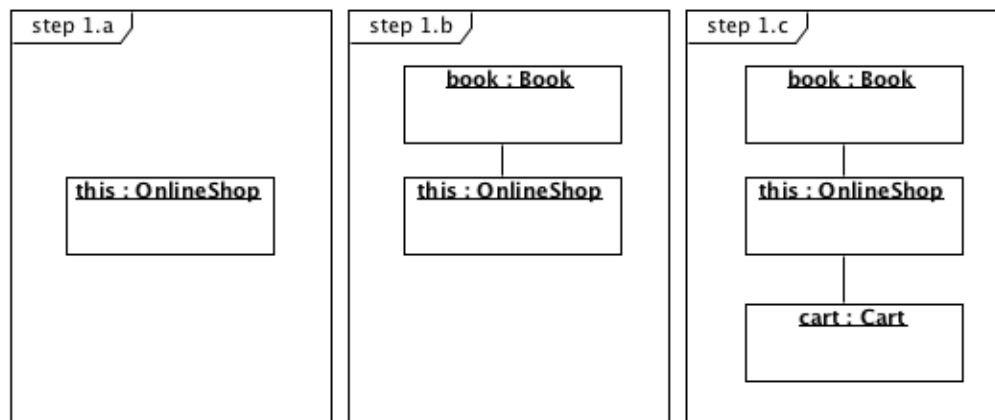 step 1.a
this : OnlineShop
step 1.b
book : Book
this : OnlineShop
step 1.c
book : Book
this : OnlineShop
cart : Cart